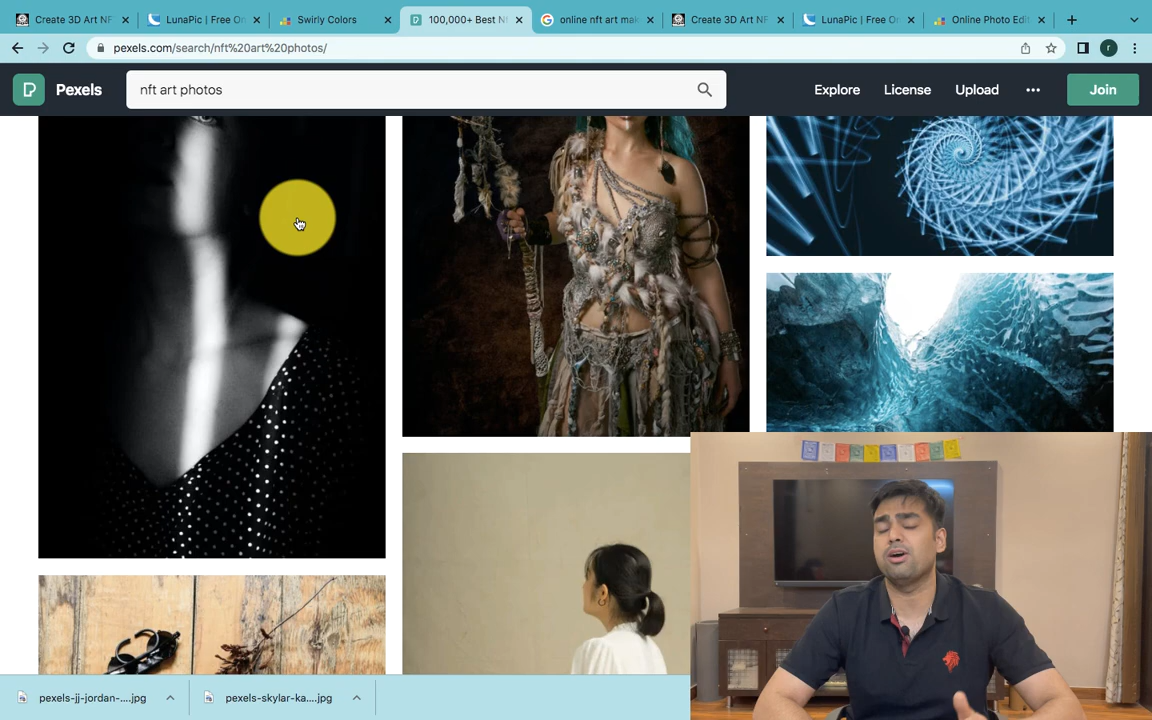 Create 3D Art NF
LunaPic | Free On
Swirly Colors
100,000+ Best N
online nft art mak
Create 3D Art NF
LunaPic | Free On
Online Photo Edi
pexels.com/search/nft%20art%20photos/
r
Pexels
nft art photos
Explore
License
Upload
Join
pexels-jj-jordan-....jpg
pexels-skylar-ka....jpg